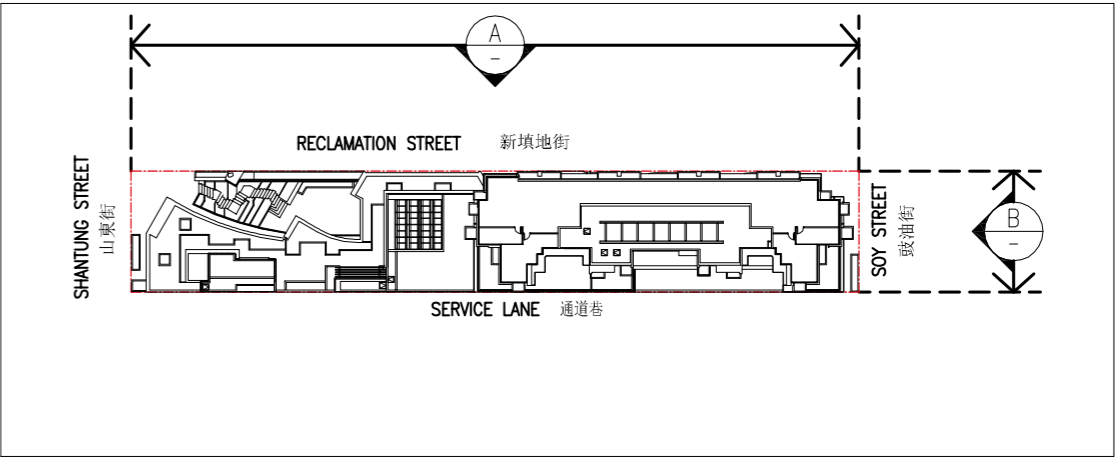 A
-
RECLAMATION STREET 新填地街
SHANTUNG STREET
山東街
SOY STREET
豉油街
B
-
SERVICE LANE 通道巷